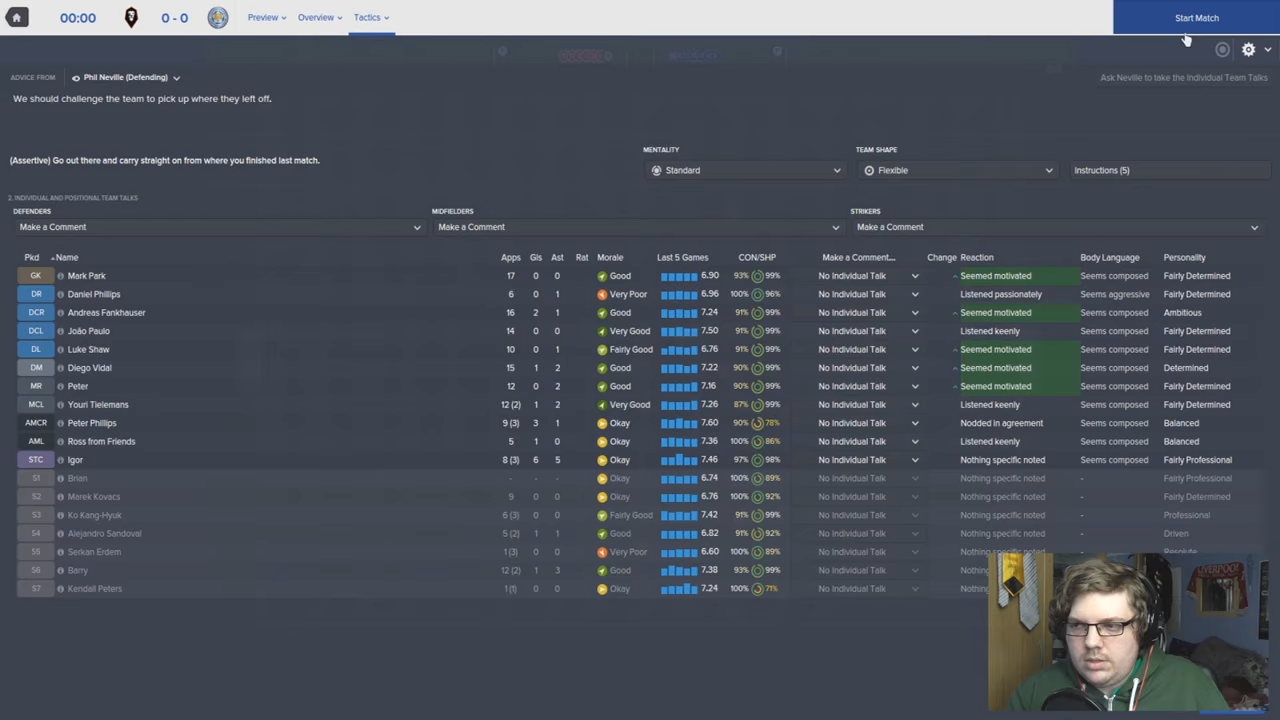 00:00 0 - 0 Preview Overview Tactics Start Match
ADVICE FROM Phil Neville (Defending) Ask Neville to take the Individual Team Talks
We should challenge the team to pick up where they left off.
MENTALITY TEAM SHAPE
(Assertive) Go out there and carry straight on from where you finished last match.
Standard Flexible Instructions (5)
2. INDIVIDUAL AND POSITIONAL TEAM TALKS
DEFENDERS MIDFIELDERS STRIKERS
Make a Comment Make a Comment Make a Comment
Pkd Name Apps Gls Ast Rat Morale Last 5 Games CON/SHP Make a Comment... Change Reaction Body Language Personality
GK Mark Park 17 0 0 Good 6.90 93% 99% No Individual Talk Seemed motivated Seems composed Fairly Determined
DR Daniel Phillips 6 0 1 Very Poor 6.96 100% 96% No Individual Talk Listened passionately Seems aggressive Fairly Determined
DCR Andreas Fankhauser 16 2 1 Good 7.24 91% 99% No Individual Talk Seemed motivated Seems composed Ambitious
DCL João Paulo 14 0 0 Very Good 7.50 91% 99% No Individual Talk Listened keenly Seems composed Fairly Determined
DL Luke Shaw 10 0 1 Fairly Good 6.76 91% 99% No Individual Talk Seemed motivated Seems composed Fairly Determined
DM Diego Vidal 15 1 2 Good 7.22 90% 99% No Individual Talk Seemed motivated Seems composed Determined
MR Peter 12 0 2 Good 7.16 90% 99% No Individual Talk Seemed motivated Seems composed Fairly Determined
MCL Youri Tielemans 12 (2) 1 2 Very Good 7.26 87% 99% No Individual Talk Listened keenly Seems composed Fairly Determined
AMCR Peter Phillips 9 (3) 3 1 Okay 7.60 90% 78% No Individual Talk Nodded in agreement Seems composed Balanced
AML Ross from Friends 5 1 0 Okay 7.36 100% 86% No Individual Talk Listened keenly Seems composed Balanced
STC Igor 8 (3) 6 5 Okay 7.46 97% 98% No Individual Talk Nothing specific noted Seems composed Fairly Professional
S1 Brian - - - Okay 6.74 100% 89% No Individual Talk Nothing specific noted - Fairly Professional
S2 Marek Kovacs 9 0 0 Okay 6.76 100% 92% No Individual Talk Nothing specific noted - Fairly Determined
S3 Ko Kang-Hyuk 6 (3) 0 0 Fairly Good 7.42 91% 99% No Individual Talk Nothing specific noted - Professional
S4 Alejandro Sandoval 5 (2) 1 1 Good 6.82 91% 92% No Individual Talk Nothing specific noted - Driven
S5 Serkan Erdem 1 (3) 0 0 Very Poor 6.60 100% 89% No Individual Talk Nothing specific noted - Resolute
S6 Barry 12 (2) 1 3 Good 7.38 93% 99% No Individual Talk
S7 Kendall Peters 1 (1) 0 0 Okay 7.24 100% 71% No Individual Talk